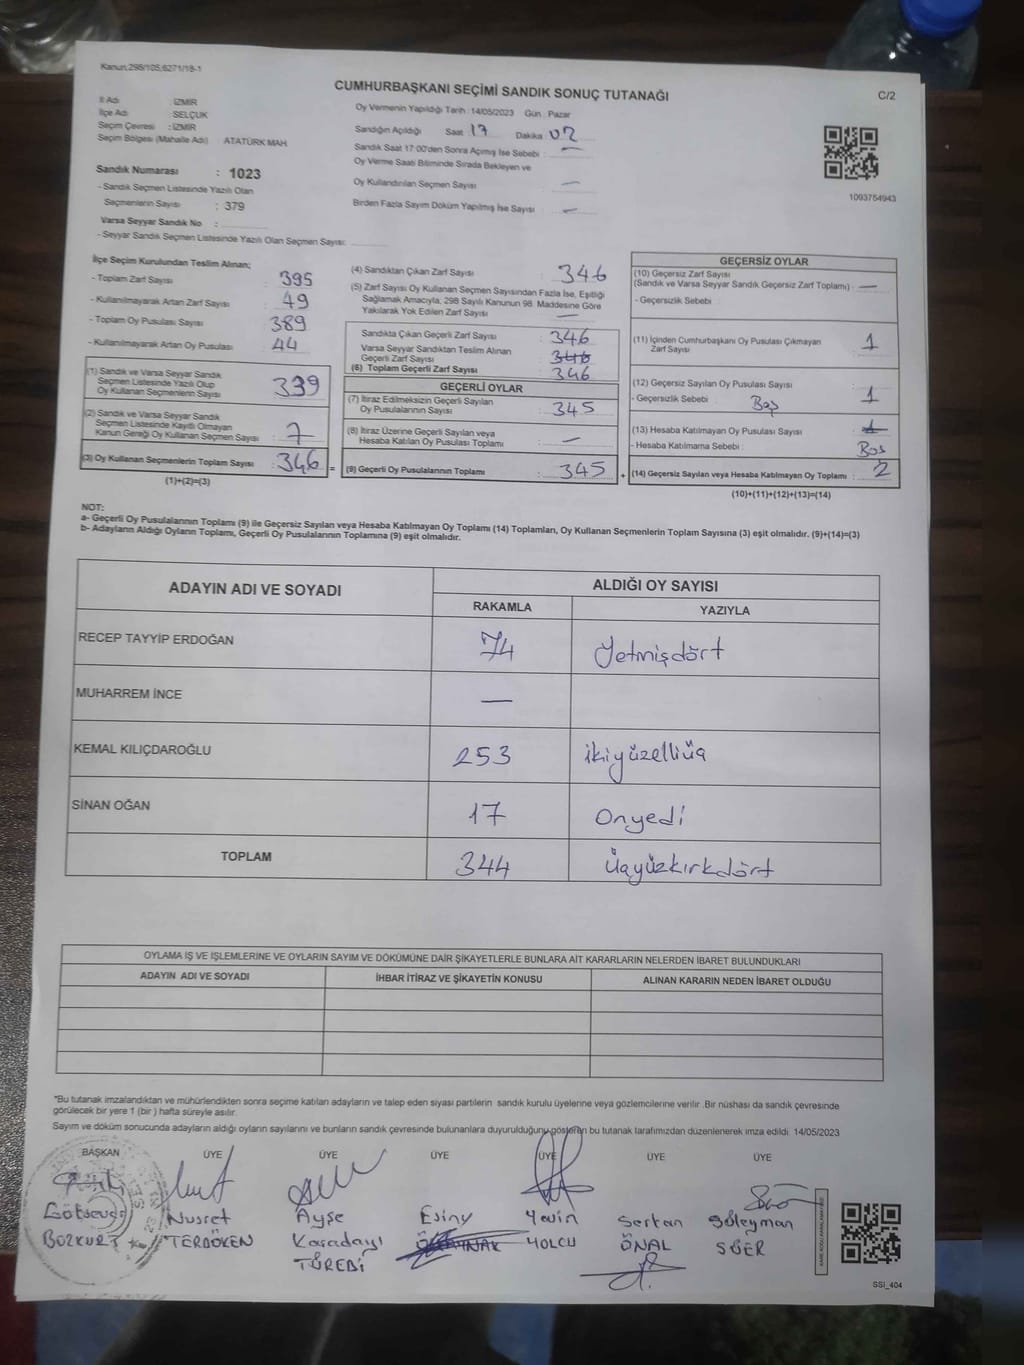 Kanun:298/105,6271/18-1
CUMHURBAŞKANI SEÇİMİ SANDIK SONUÇ TUTANAĞI
C/2
İl Adı : İZMİR
İlçe Adı : SELÇUK
Seçim Çevresi : İZMİR
Seçim Bölgesi (Mahalle Adı) : ATATÜRK MAH.
Sandık Numarası : 1023
- Sandık Seçmen Listesinde Yazılı Olan
Seçmenlerin Sayısı : 379
Varsa Seyyar Sandık No :
- Seyyar Sandık Seçmen Listesinde Yazılı Olan Seçmen Sayısı:
Oy Vermenin Yapıldığı Tarih : 14/05/2023 Gün : Pazar
Sandığın Açıldığı Saat 17 Dakika 02
Sandık Saat 17:00'den Sonra Açılmış İse Sebebi : —
Oy Verme Saati Bitiminde Sırada Bekleyen ve
Oy Kullandırılan Seçmen Sayısı : —
Birden Fazla Sayım Döküm Yapılmış İse Sayısı : —
1093754943
İlçe Seçim Kurulundan Teslim Alınan;
- Toplam Zarf Sayısı : 395
- Kullanılmayarak Artan Zarf Sayısı : 49
- Toplam Oy Pusulası Sayısı : 389
- Kullanılmayarak Artan Oy Pusulası : 44
(1) Sandık ve Varsa Seyyar Sandık
Seçmen Listesinde Yazılı Olup
Oy Kullanan Seçmenlerin Sayısı : 339
(2) Sandık ve Varsa Seyyar Sandık
Seçmen Listesinde Kayıtlı Olmayan
Kanun Gereği Oy Kullanan Seçmen Sayısı : 7
(3) Oy Kullanan Seçmenlerin Toplam Sayısı : 346 =
(1)+(2)=(3)
(4) Sandıktan Çıkan Zarf Sayısı : 346
(5) Zarf Sayısı Oy Kullanan Seçmen Sayısından Fazla İse, Eşitliği
Sağlamak Amacıyla, 298 Sayılı Kanunun 98. Maddesine Göre
Yakılarak Yok Edilen Zarf Sayısı : —
Sandıkta Çıkan Geçerli Zarf Sayısı : 346
Varsa Seyyar Sandıktan Teslim Alınan
Geçerli Zarf Sayısı : 346
(6) Toplam Geçerli Zarf Sayısı : 346
GEÇERLİ OYLAR
(7) İtiraz Edilmeksizin Geçerli Sayılan
Oy Pusulalarının Sayısı : 345
(8) İtiraz Üzerine Geçerli Sayılan veya
Hesaba Katılan Oy Pusulası Toplamı : —
(9) Geçerli Oy Pusulalarının Toplamı : 345 +
GEÇERSİZ OYLAR
(10) Geçersiz Zarf Sayısı
(Sandık ve Varsa Seyyar Sandık Geçersiz Zarf Toplamı) : —
- Geçersizlik Sebebi :
(11) İçinden Cumhurbaşkanı Oy Pusulası Çıkmayan
Zarf Sayısı : 1
(12) Geçersiz Sayılan Oy Pusulası Sayısı : 1
- Geçersizlik Sebebi : Boş
(13) Hesaba Katılmayan Oy Pusulası Sayısı : 1
- Hesaba Katılmama Sebebi : Bos
(14) Geçersiz Sayılan veya Hesaba Katılmayan Oy Toplamı : 2
(10)+(11)+(12)+(13)=(14)
NOT:
a- Geçerli Oy Pusulalarının Toplamı (9) ile Geçersiz Sayılan veya Hesaba Katılmayan Oy Toplamı (14) Toplamları, Oy Kullanan Seçmenlerin Toplam Sayısına (3) eşit olmalıdır. (9)+(14)=(3)
b- Adayların Aldığı Oyların Toplamı, Geçerli Oy Pusulalarının Toplamına (9) eşit olmalıdır.
ADAYIN ADI VE SOYADI
ALDIĞI OY SAYISI
RAKAMLA YAZIYLA
RECEP TAYYİP ERDOĞAN 74 Yetmişdört
MUHARREM İNCE —
KEMAL KILIÇDAROĞLU 253 ikiyüzelliüç
SİNAN OĞAN 17 Onyedi
TOPLAM 344 Üçyüzkırkdört
OYLAMA İŞ VE İŞLEMLERİNE VE OYLARIN SAYIM VE DÖKÜMÜNE DAİR ŞİKAYETLERLE BUNLARA AİT KARARLARIN NELERDEN İBARET BULUNDUKLARI
ADAYIN ADI VE SOYADI İHBAR İTİRAZ VE ŞİKAYETİN KONUSU ALINAN KARARIN NEDEN İBARET OLDUĞU
*Bu tutanak imzalandıktan ve mühürlendikten sonra seçime katılan adayların ve talep eden siyasi partilerin sandık kurulu üyelerine veya gözlemcilerine verilir .Bir nüshası da sandık çevresinde
görülecek bir yere 1 (bir ) hafta süreyle asılır.
Sayım ve döküm sonucunda adayların aldığı oyların sayılarını ve bunların sandık çevresinde bulunanlara duyurulduğunu gösteren bu tutanak tarafımızdan düzenlenerek imza edildi. 14/05/2023
BAŞKAN ÜYE ÜYE ÜYE ÜYE ÜYE ÜYE
Nusret Ayşe Serkan Süleyman
BOZKURT TERDÖKEN Karadayı YOLCU ÖNAL SÖER
TÜREDİ
SSİ_404